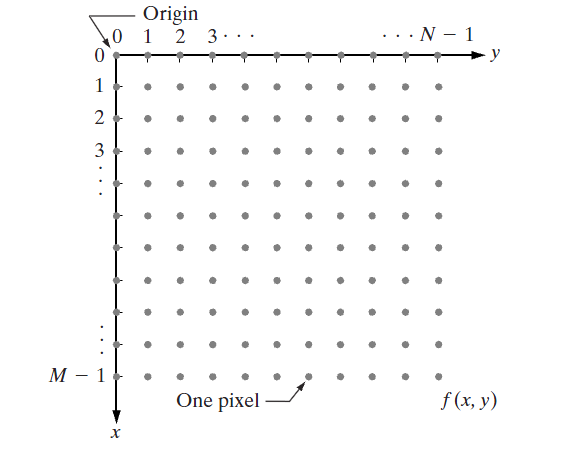 Origin
0 1 2 3 · · · · · · N − 1
0 y
1
2
3
· · ·
· · ·
M − 1
One pixel f(x, y)
x